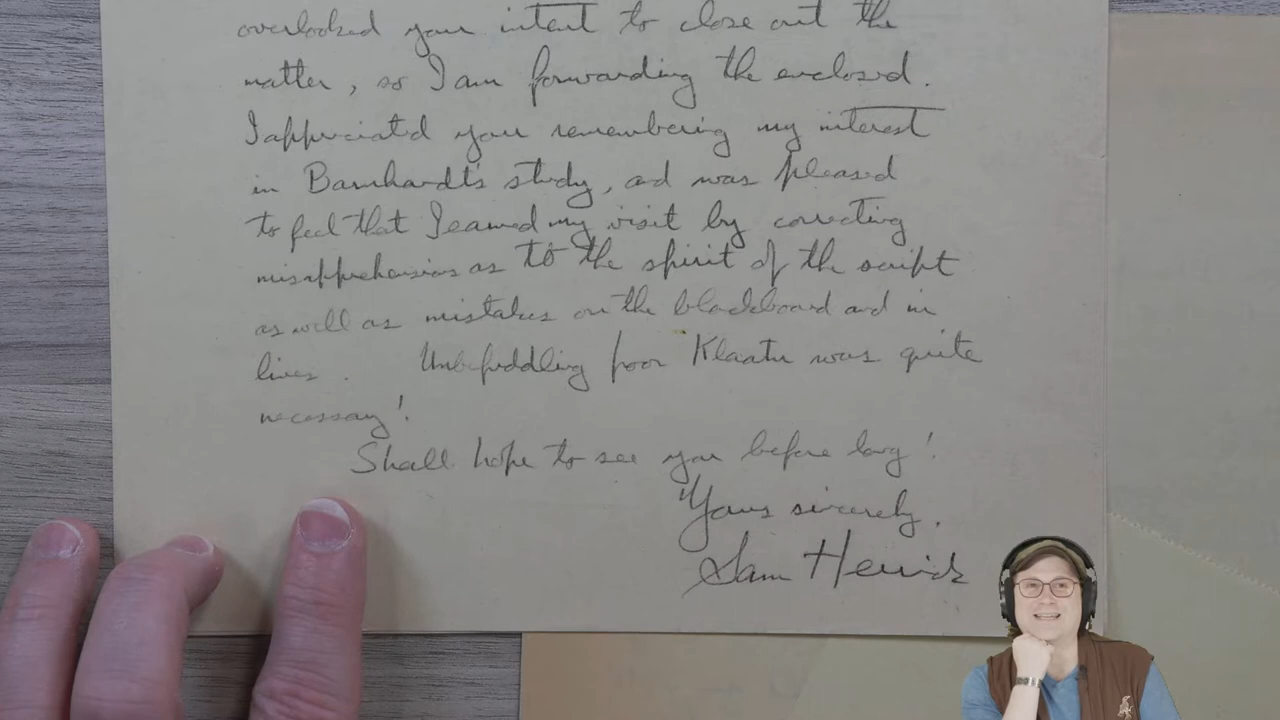 overlooked your intent to close out the
matter, so I am forwarding the enclosed.
I appreciated your remembering my interest
in Barnhardt's study, and was pleased
to feel that I earned my visit by correcting
misapprehensions as to the spirit of the script
as well as mistakes on the blackboard and in
lines. Unbefuddling poor Klaatu was quite
necessary!
Shall hope to see you before long!
Yours sincerely,
Sam Herrick